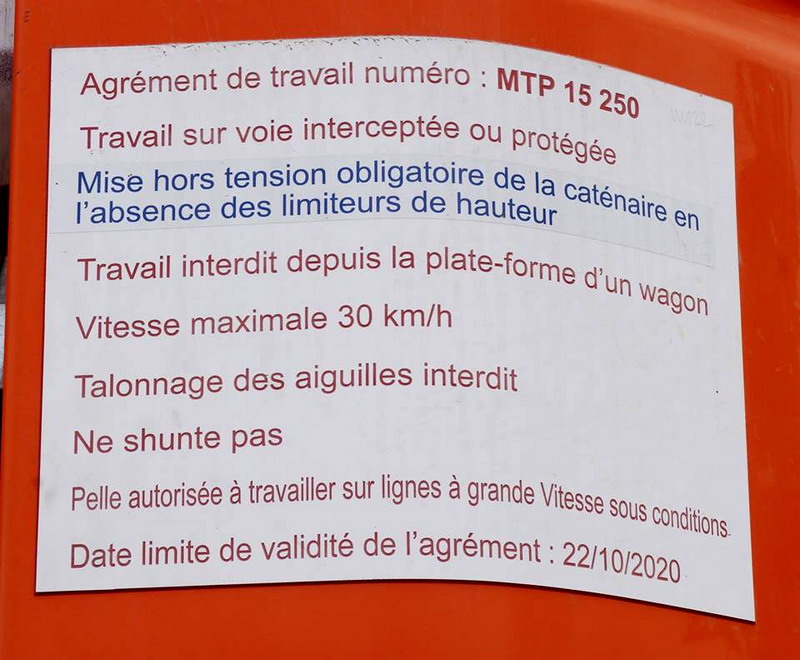 Agrément de travail numéro : MTP 15 250
Travail sur voie interceptée ou protégée
Mise hors tension obligatoire de la caténaire en
l'absence des limiteurs de hauteur
Travail interdit depuis la plate-forme d'un wagon
Vitesse maximale 30 km/h
Talonnage des aiguilles interdit
Ne shunte pas
Pelle autorisée à travailler sur lignes à grande Vitesse sous conditions
Date limite de validité de l'agrément : 22/10/2020